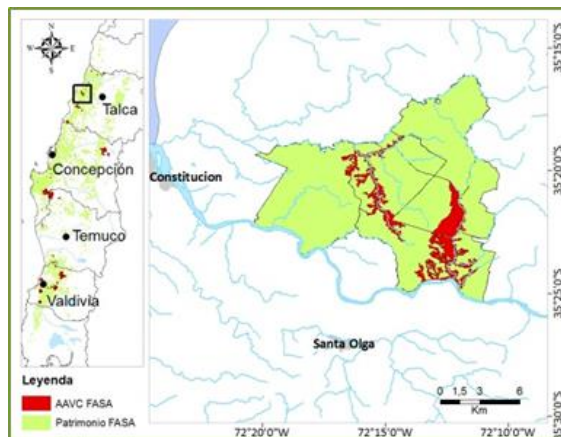 N
W E
S
Talca
Concepción
Temuco
Valdivia
Leyenda
AAVC FASA
Patrimonio FASA
Constitucion
Santa Olga
0 1,5 3 6
Km
35°15'0"S
35°20'0"S
35°25'0"S
35°30'0"S
72°20'0"W
72°15'0"W
72°10'0"W